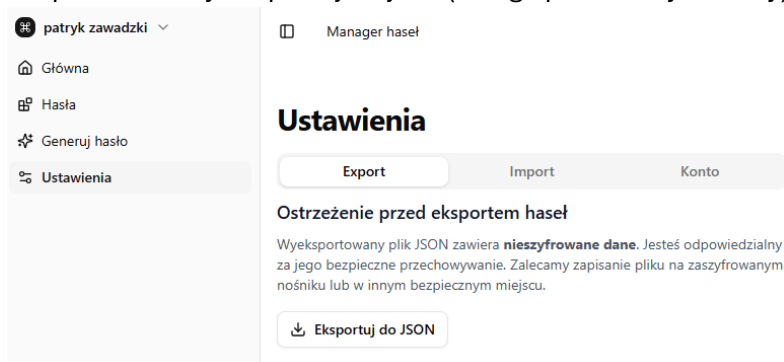 patryk zawadzki
Manager haseł
Główna
Hasła
Generuj hasło
Ustawienia
Ustawienia
Export Import Konto
Ostrzeżenie przed eksportem haseł
Wyeksportowany plik JSON zawiera nieszyfrowane dane. Jesteś odpowiedzialny
za jego bezpieczne przechowywanie. Zalecamy zapisanie pliku na zaszyfrowanym
nośniku lub w innym bezpiecznym miejscu.
Eksportuj do JSON